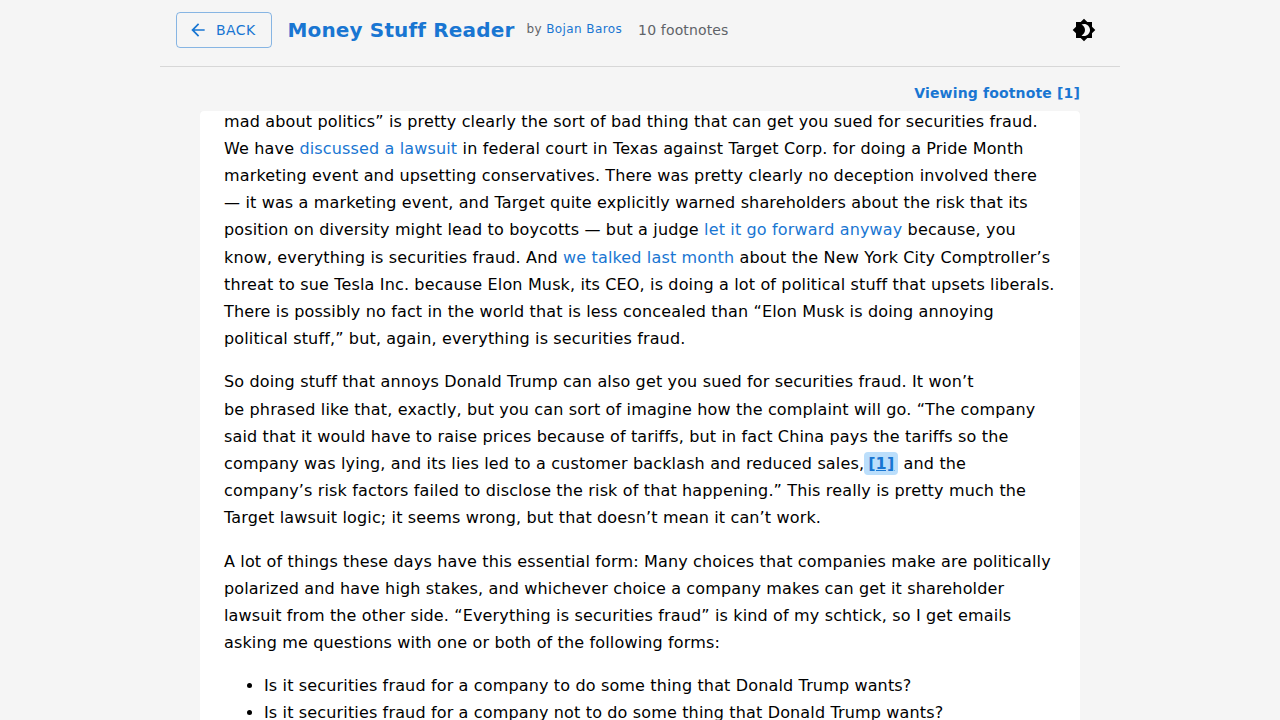 BACK
Money Stuff Reader
by Bojan Baros
10 footnotes
Viewing footnote [1]
mad about politics” is pretty clearly the sort of bad thing that can get you sued for securities fraud.
We have discussed a lawsuit in federal court in Texas against Target Corp. for doing a Pride Month
marketing event and upsetting conservatives. There was pretty clearly no deception involved there
— it was a marketing event, and Target quite explicitly warned shareholders about the risk that its
position on diversity might lead to boycotts — but a judge let it go forward anyway because, you
know, everything is securities fraud. And we talked last month about the New York City Comptroller’s
threat to sue Tesla Inc. because Elon Musk, its CEO, is doing a lot of political stuff that upsets liberals.
There is possibly no fact in the world that is less concealed than “Elon Musk is doing annoying
political stuff,” but, again, everything is securities fraud.
So doing stuff that annoys Donald Trump can also get you sued for securities fraud. It won’t
be phrased like that, exactly, but you can sort of imagine how the complaint will go. “The company
said that it would have to raise prices because of tariffs, but in fact China pays the tariffs so the
company was lying, and its lies led to a customer backlash and reduced sales,[1] and the
company’s risk factors failed to disclose the risk of that happening.” This really is pretty much the
Target lawsuit logic; it seems wrong, but that doesn’t mean it can’t work.
A lot of things these days have this essential form: Many choices that companies make are politically
polarized and have high stakes, and whichever choice a company makes can get it shareholder
lawsuit from the other side. “Everything is securities fraud” is kind of my schtick, so I get emails
asking me questions with one or both of the following forms:
• Is it securities fraud for a company to do some thing that Donald Trump wants?
• Is it securities fraud for a company not to do some thing that Donald Trump wants?